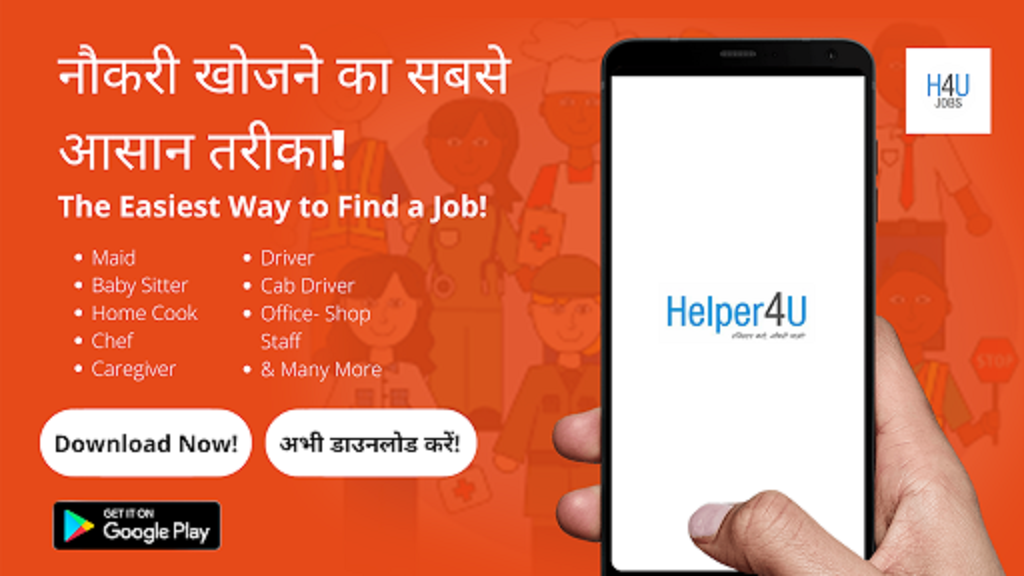 नौकरी खोजने का सबसे
आसान तरीका!
The Easiest Way to Find a Job!
• Maid
• Baby Sitter
• Home Cook
• Chef
• Caregiver
• Driver
• Cab Driver
• Office- Shop
Staff
• & Many More
Download Now!
अभी डाउनलोड करें!
GET IT ON
Google Play
H4U
JOBS
Helper4U
STOP